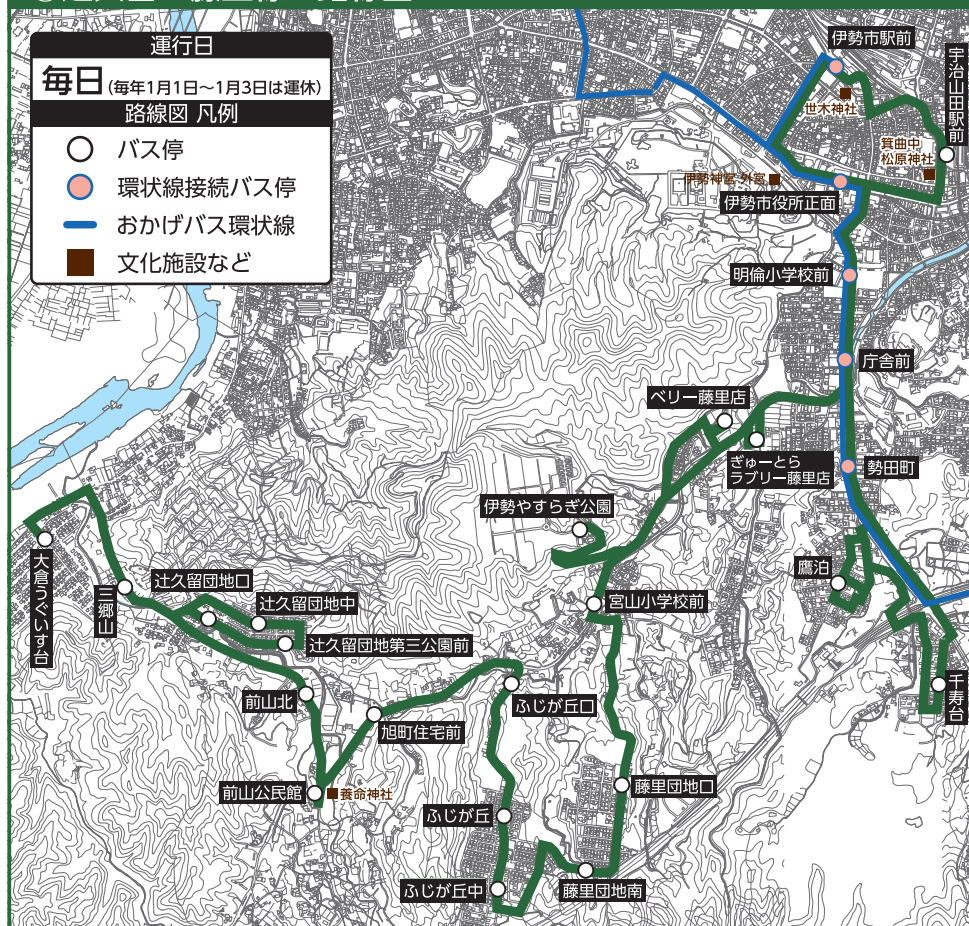 運行日
毎日(毎年1月1日～1月3日は運休)
路線図 凡例
バス停
環状線接続バス停
おかげバス環状線
文化施設など
伊勢市駅前
世木神社
宇治山田駅前
箕曲中
松原神社
伊勢神宮 外宮
伊勢市役所正面
明倫小学校前
庁舎前
ベリー藤里店
ぎゅーとら
ラブリー藤里店
勢田町
伊勢やすらぎ公園
鷹泊
宮山小学校前
千寿台
大倉うぐいす台
三郷山
辻久留団地口
辻久留団地中
辻久留団地第三公園前
前山北
旭町住宅前
ふじが丘口
前山公民館
養命神社
藤里団地口
ふじが丘
ふじが丘中
藤里団地南